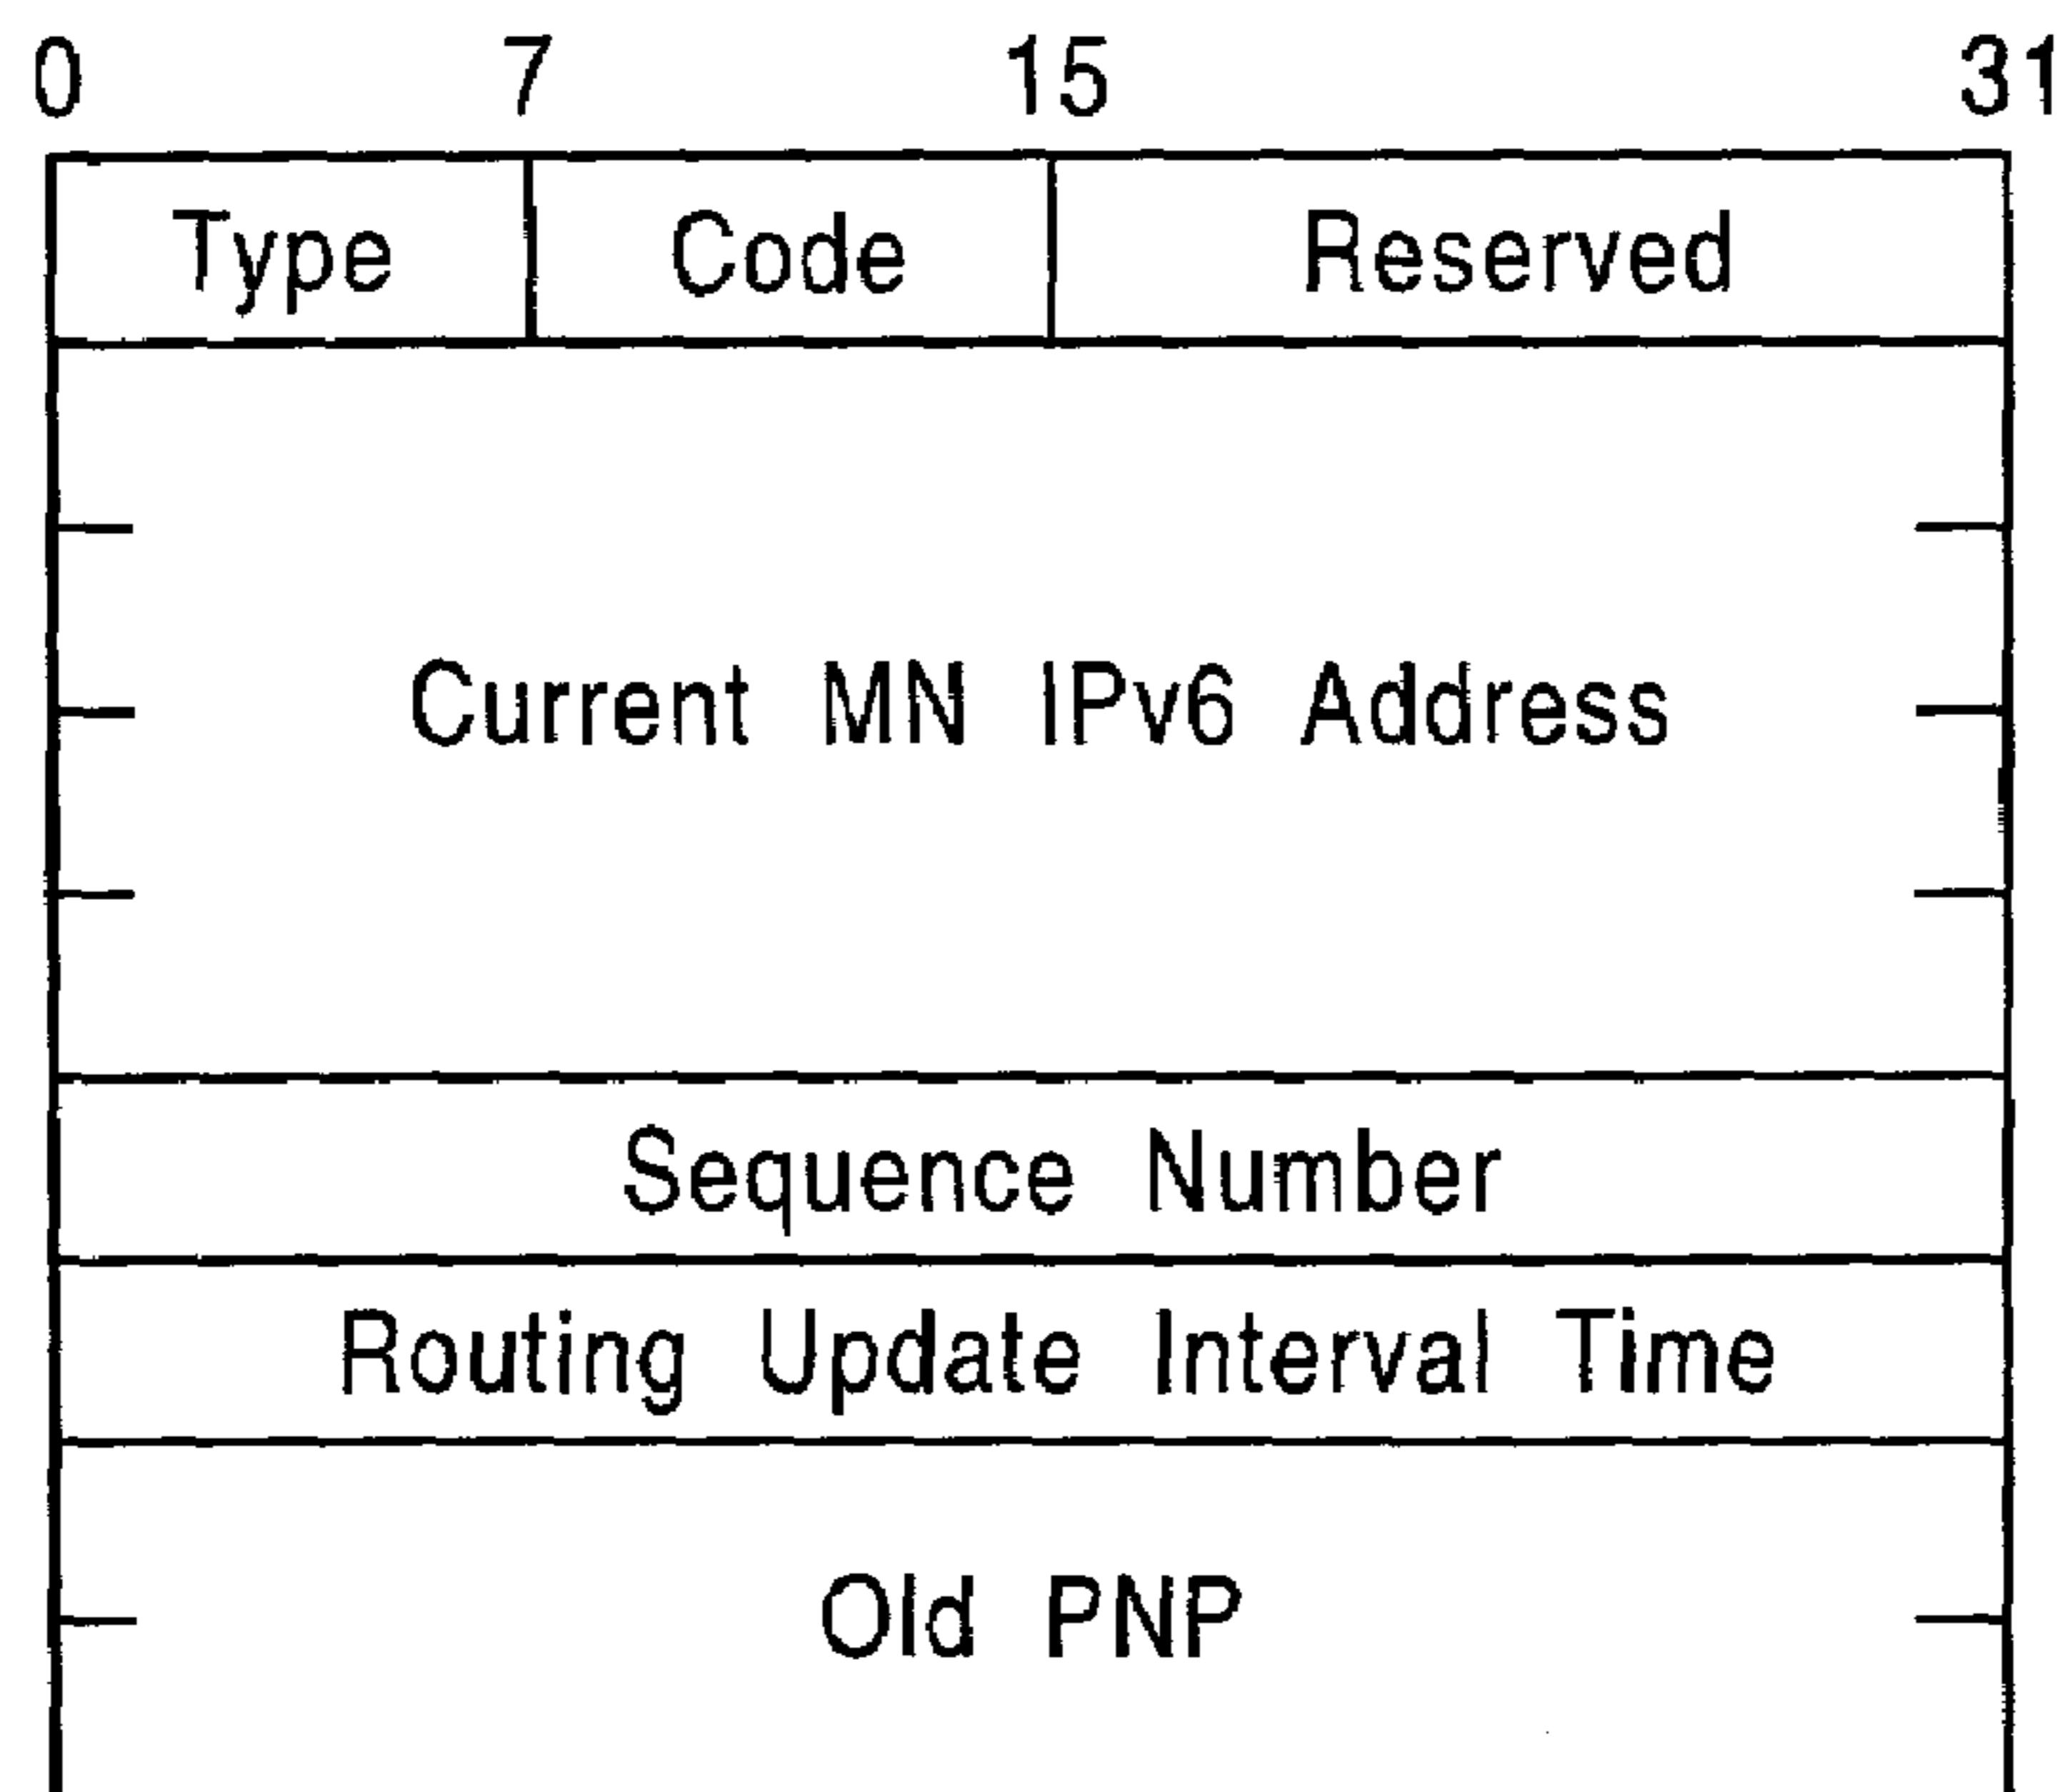 0 7 15 31
Type Code Reserved
Current MN IPv6 Address
Sequence Number
Routing Update Interval Time
Old PNP